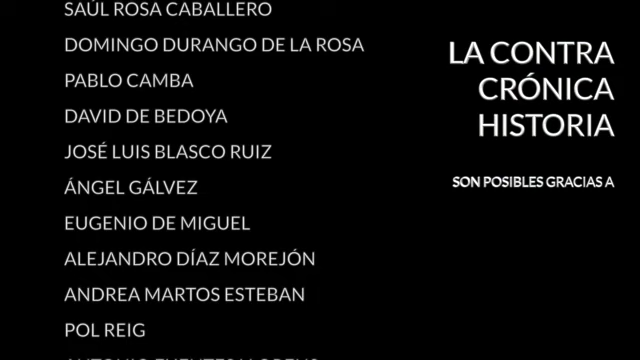 SAÚL ROSA CABALLERO
DOMINGO DURANGO DE LA ROSA
PABLO CAMBA
DAVID DE BEDOYA
JOSÉ LUIS BLASCO RUIZ
ÁNGEL GÁLVEZ
EUGENIO DE MIGUEL
ALEJANDRO DÍAZ MOREJÓN
ANDREA MARTOS ESTEBAN
POL REIG
LA CONTRA
CRÓNICA
HISTORIA
SON POSIBLES GRACIAS A